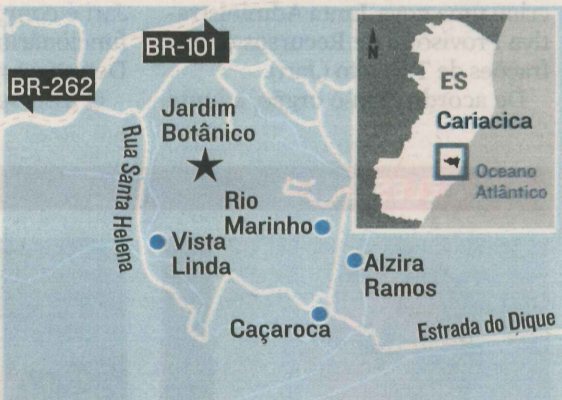 BR-101
BR-262
Jardim
Botânico
Rua Santa Helena
Rio
Marinho
Vista
Linda
Alzira
Ramos
Caçaroca
Estrada do Dique
N
ES
Cariacica
Oceano
Atlântico